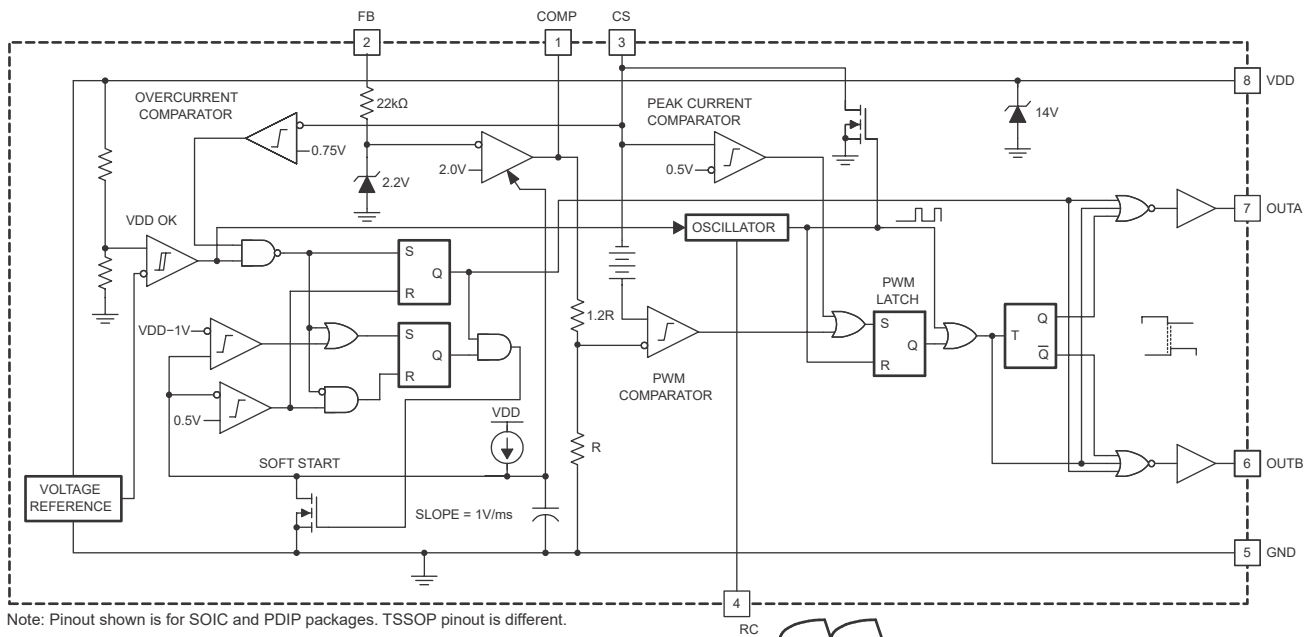 FB
COMP
CS
2
1
3
8
VDD
OVERCURRENT
COMPARATOR
22kΩ
PEAK CURRENT
COMPARATOR
14V
0.75V
2.0V
0.5V
2.2V
VDD OK
7
OUTA
OSCILLATOR
S
Q
R
PWM
LATCH
1.2R
VDD−1V
S
Q
R
S
Q
R
T
Q
Q̅
PWM
COMPARATOR
0.5V
VDD
SOFT START
R
6
OUTB
VOLTAGE
REFERENCE
SLOPE = 1V/ms
5
GND
4
Note: Pinout shown is for SOIC and PDIP packages. TSSOP pinout is different.
RC